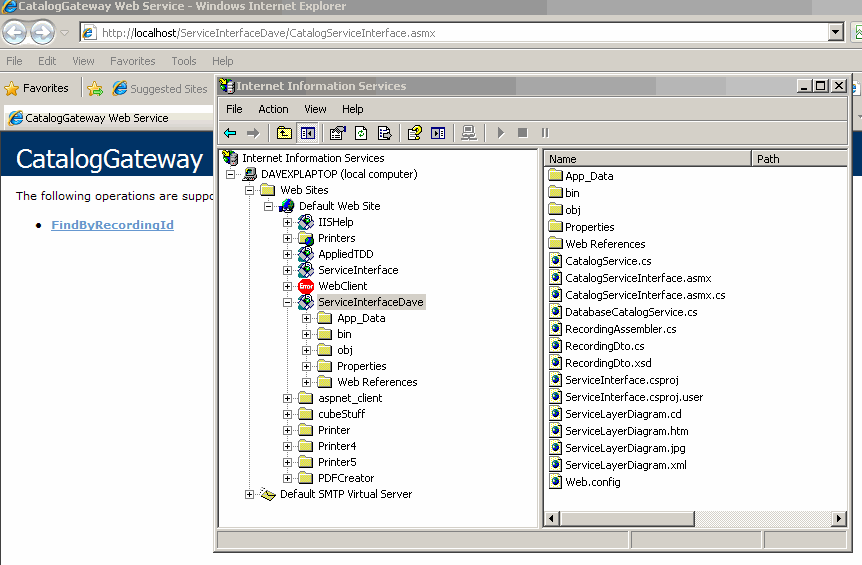 CatalogGateway Web Service - Windows Internet Explorer
http://localhost/ServiceInterfaceDave/CatalogServiceInterface.asmx
File Edit View Favorites Tools Help
Favorites Suggested Sites
CatalogGateway Web Service
CatalogGateway
The following operations are suppo
FindByRecordingId
Internet Information Services
File Action View Help
Internet Information Services
DAVEXPLAPTOP (local computer)
Web Sites
Default Web Site
IISHelp
Printers
AppliedTDD
ServiceInterface
Error WebClient
ServiceInterfaceDave
App_Data
bin
obj
Properties
Web References
aspnet_client
cubeStuff
Printer
Printer4
Printer5
PDFCreator
Default SMTP Virtual Server
Name Path
App_Data
bin
obj
Properties
Web References
CatalogService.cs
CatalogServiceInterface.asmx
CatalogServiceInterface.asmx.cs
DatabaseCatalogService.cs
RecordingAssembler.cs
RecordingDto.cs
RecordingDto.xsd
ServiceInterface.csproj
ServiceInterface.csproj.user
ServiceLayerDiagram.cd
ServiceLayerDiagram.htm
ServiceLayerDiagram.jpg
ServiceLayerDiagram.xml
Web.config